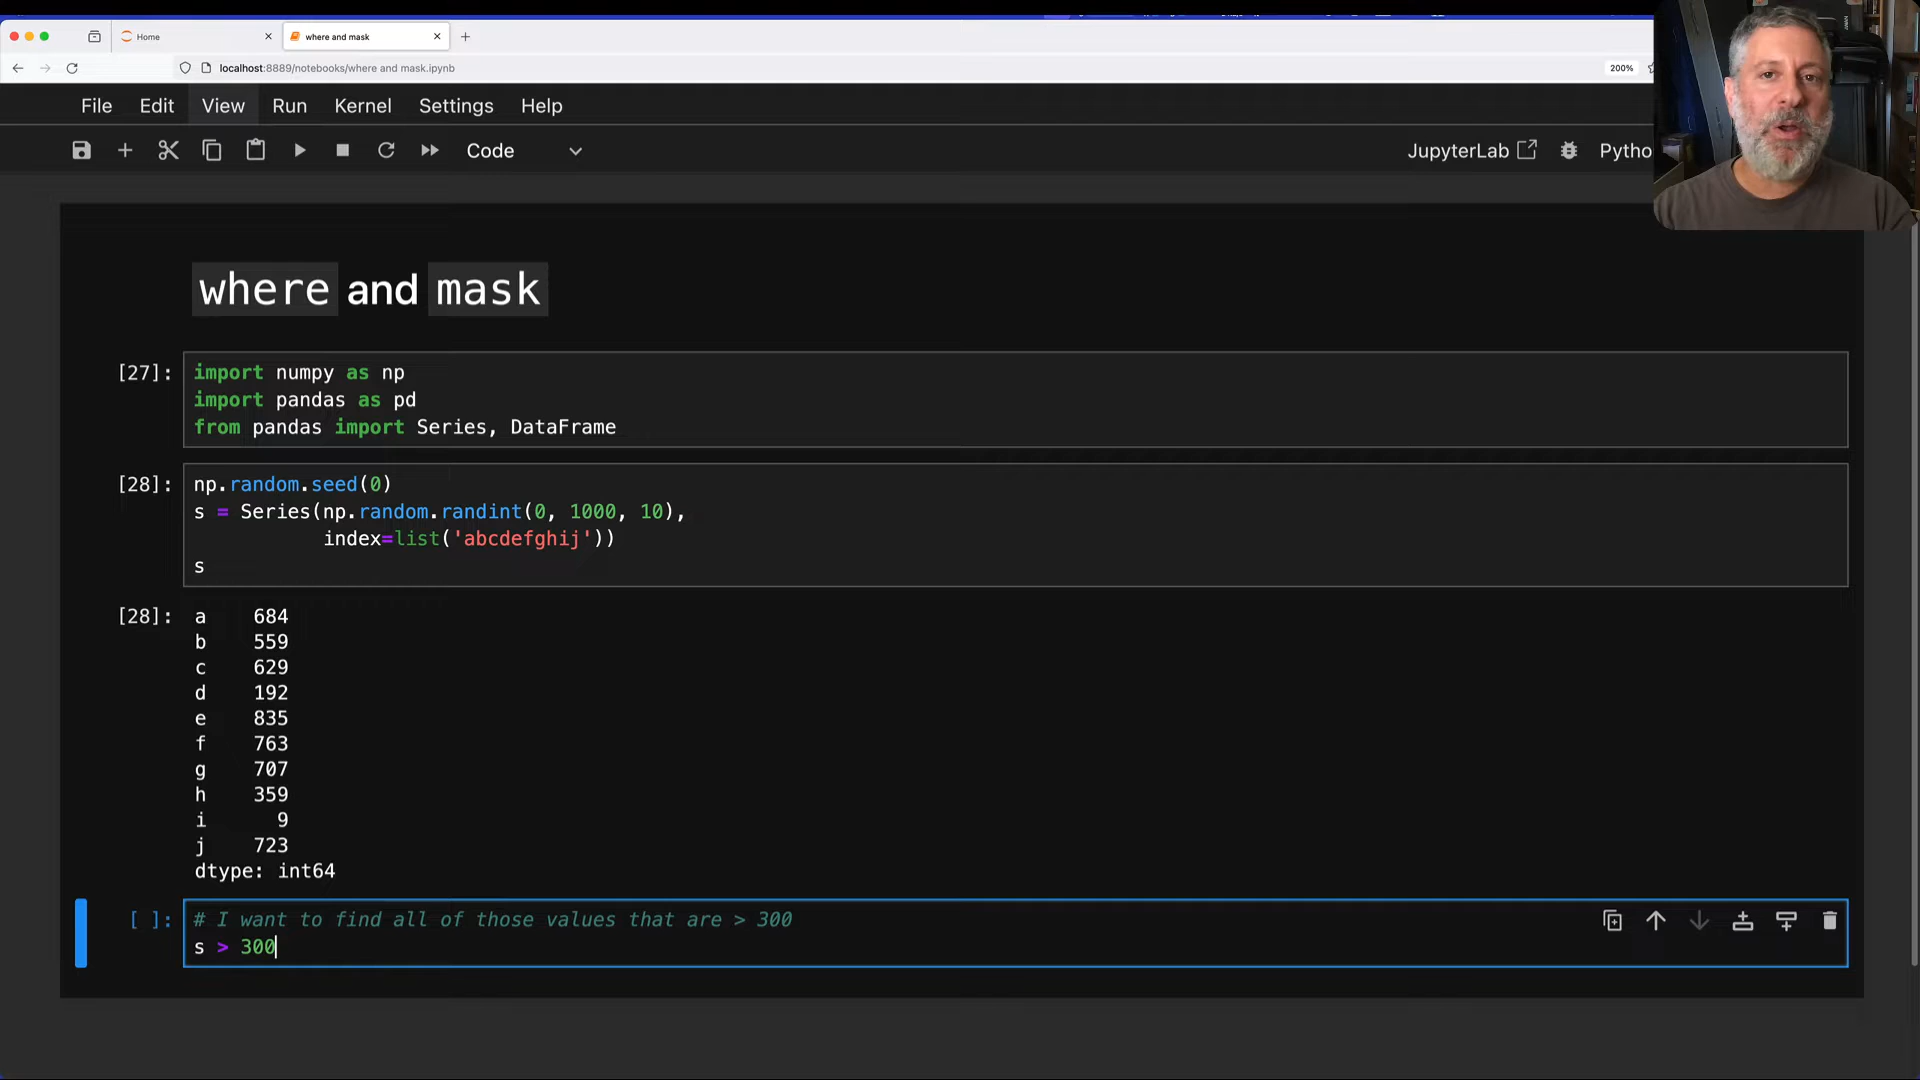 Home
where and mask
localhost:8889/notebooks/where and mask.ipynb
200%
File Edit View Run Kernel Settings Help
Code
JupyterLab
Pytho
where and mask
[27]:
import numpy as np
import pandas as pd
from pandas import Series, DataFrame
[28]:
np.random.seed(0)
s = Series(np.random.randint(0, 1000, 10),
index=list('abcdefghij'))
s
[28]:
a 684
b 559
c 629
d 192
e 835
f 763
g 707
h 359
i 9
j 723
dtype: int64
[ ]:
# I want to find all of those values that are > 300
s > 300